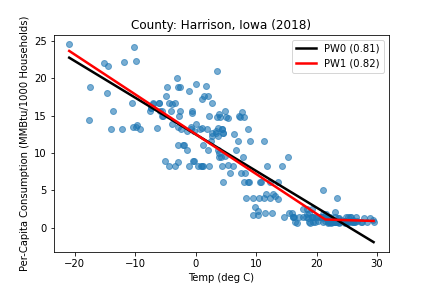 County: Harrison, Iowa (2018)
Per-Capita Consumption (MMBtu/1000 Households)
25
20
15
10
5
0
PW0 (0.81)
PW1 (0.82)
−20
−10
0
10
20
30
Temp (deg C)